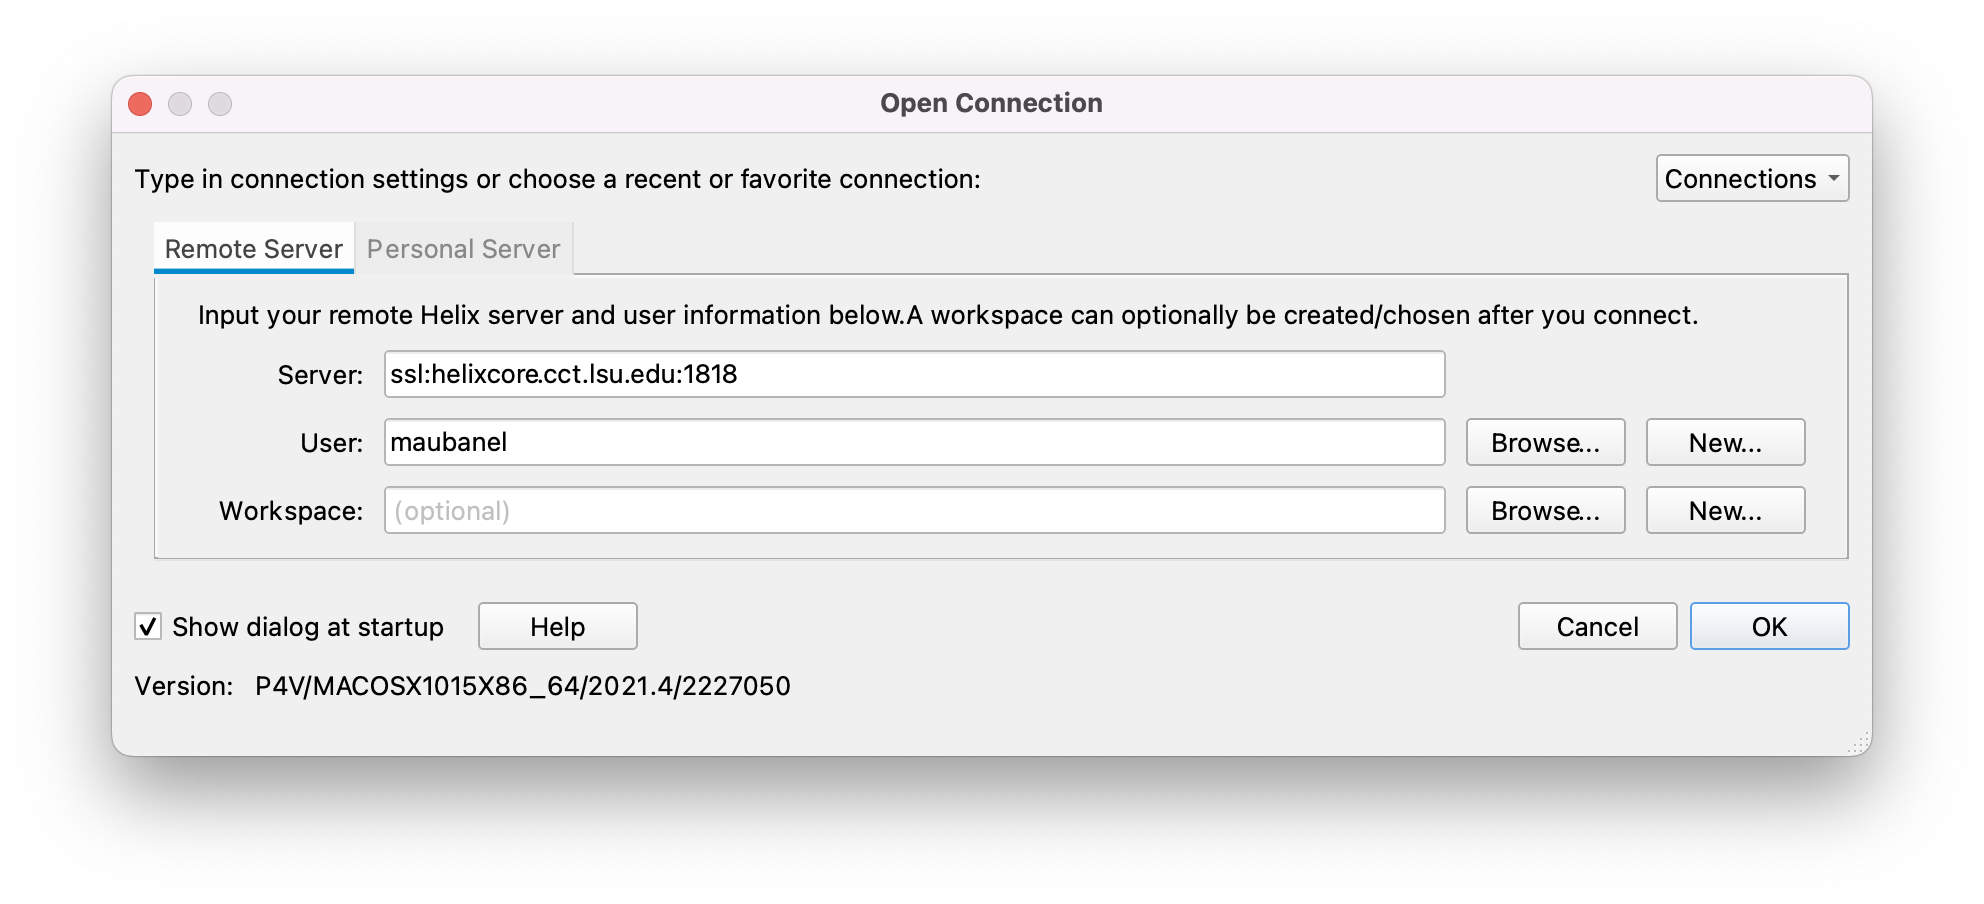 Open Connection
Type in connection settings or choose a recent or favorite connection: Connections
Remote Server Personal Server
Input your remote Helix server and user information below.A workspace can optionally be created/chosen after you connect.
Server: ssl:helixcore.cct.lsu.edu:1818
User: maubanel Browse... New...
Workspace: (optional) Browse... New...
Show dialog at startup Help Cancel OK
Version: P4V/MACOSX1015X86_64/2021.4/2227050